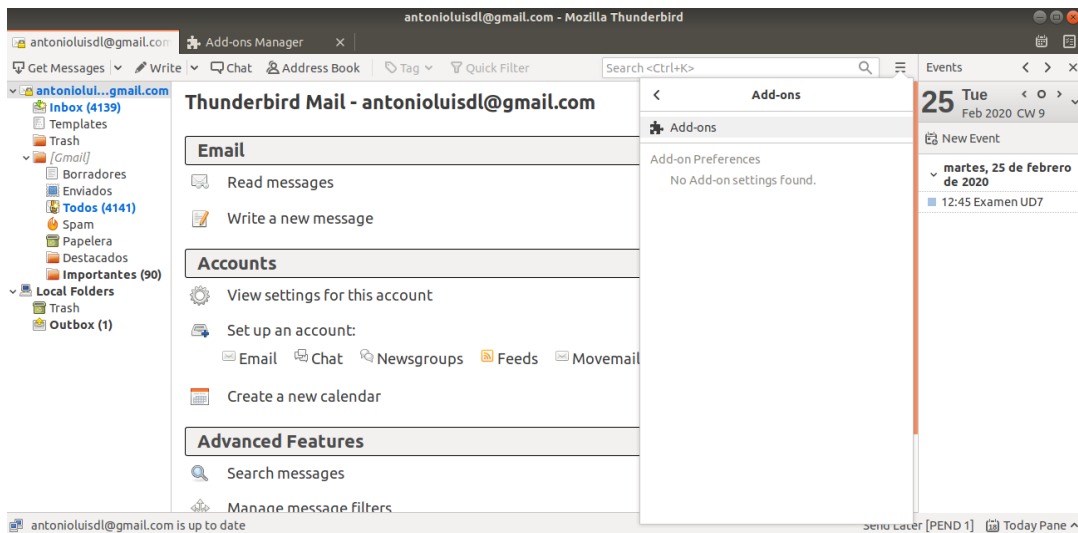 antonioluisdl@gmail.com - Mozilla Thunderbird
antonioluisdl@gmail.com
Add-ons Manager
Get Messages
Write
Chat
Address Book
Tag
Quick Filter
Search <Ctrl+K>
antoniolui...gmail.com
Inbox (4139)
Templates
Trash
[Gmail]
Borradores
Enviados
Todos (4141)
Spam
Papelera
Destacados
Importantes (90)
Local Folders
Trash
Outbox (1)
Thunderbird Mail - antonioluisdl@gmail.com
Email
Read messages
Write a new message
Accounts
View settings for this account
Set up an account:
Email
Chat
Newsgroups
Feeds
Movemail
Create a new calendar
Advanced Features
Search messages
Manage message filters
Add-ons
Add-ons
Add-on Preferences
No Add-on settings found.
Events
25
Tue
Feb 2020 CW 9
New Event
martes, 25 de febrero
de 2020
12:45 Examen UD7
antonioluisdl@gmail.com is up to date
Send Later [PEND 1]
Today Pane